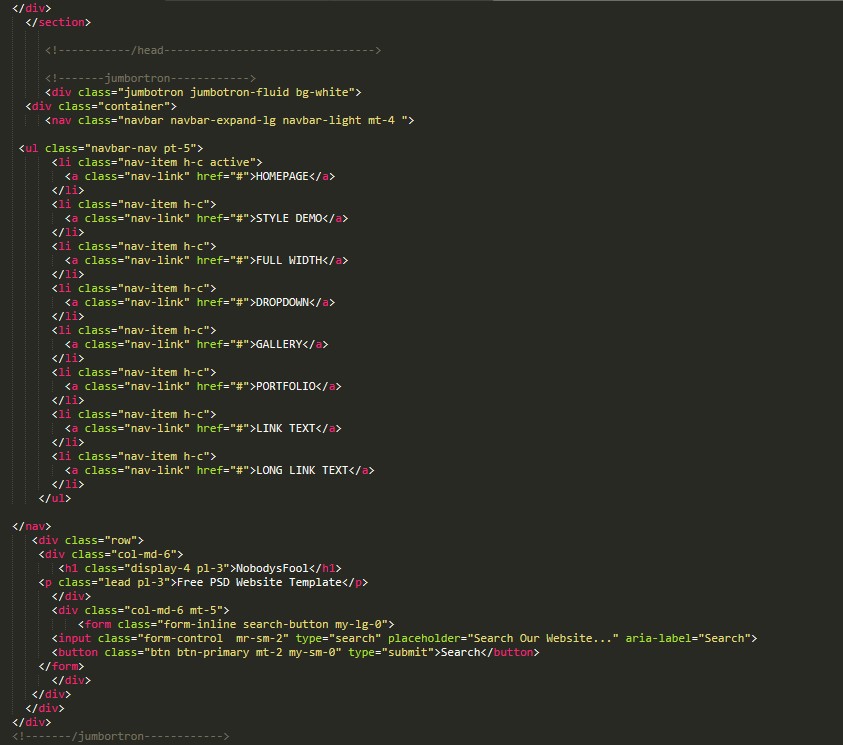 </div>
</section>
<!-----------/head-------------------------------->
<!-------jumbortron------------>
<div class="jumbotron jumbotron-fluid bg-white">
<div class="container">
<nav class="navbar navbar-expand-lg navbar-light mt-4 ">
<ul class="navbar-nav pt-5">
<li class="nav-item h-c active">
<a class="nav-link" href="#">HOMEPAGE</a>
</li>
<li class="nav-item h-c">
<a class="nav-link" href="#">STYLE DEMO</a>
</li>
<li class="nav-item h-c">
<a class="nav-link" href="#">FULL WIDTH</a>
</li>
<li class="nav-item h-c">
<a class="nav-link" href="#">DROPDOWN</a>
</li>
<li class="nav-item h-c">
<a class="nav-link" href="#">GALLERY</a>
</li>
<li class="nav-item h-c">
<a class="nav-link" href="#">PORTFOLIO</a>
</li>
<li class="nav-item h-c">
<a class="nav-link" href="#">LINK TEXT</a>
</li>
<li class="nav-item h-c">
<a class="nav-link" href="#">LONG LINK TEXT</a>
</li>
</ul>
</nav>
<div class="row">
<div class="col-md-6">
<h1 class="display-4 pl-3">NobodysFool</h1>
<p class="lead pl-3">Free PSD Website Template</p>
</div>
<div class="col-md-6 mt-5">
<form class="form-inline search-button my-lg-0">
<input class="form-control  mr-sm-2" type="search" placeholder="Search Our Website..." aria-label="Search">
<button class="btn btn-primary mt-2 my-sm-0" type="submit">Search</button>
</form>
</div>
</div>
</div>
</div>
<!-------/jumbortron------------>